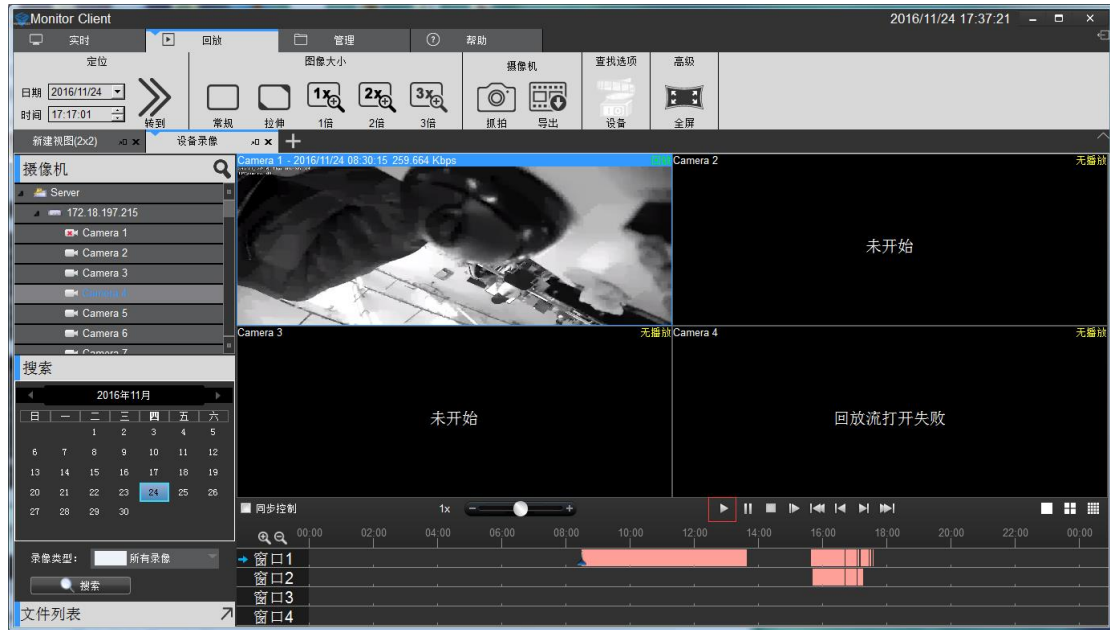 Monitor Client 2016/11/24 17:37:21
实时 回放 管理 帮助
定位 图像大小 摄像机 查找选项 高级
日期 2016/11/24
时间 17:17:01
转到 常规 拉伸 1x 1倍 2x 2倍 3x 3倍 抓拍 导出 设备 全屏
新建视图(2x2) 设备录像
摄像机
Server
172.18.197.215
Camera 1
Camera 2
Camera 3
Camera 4
Camera 5
Camera 6
Camera 7
搜索
2016年11月
日 一 二 三 四 五 六
1 2 3 4 5
6 7 8 9 10 11 12
13 14 15 16 17 18 19
20 21 22 23 24 25 26
27 28 29 30
录像类型: 所有录像
搜索
文件列表
Camera 1 - 2016/11/24 08:30:15 259.664 Kbps
Camera 2 无播放
未开始
Camera 3 无播放
未开始
Camera 4 无播放
回放流打开失败
同步控制 1x
00:00 02:00 04:00 06:00 08:00 10:00 12:00 14:00 16:00 18:00 20:00 22:00 00:00
窗口1
窗口2
窗口3
窗口4